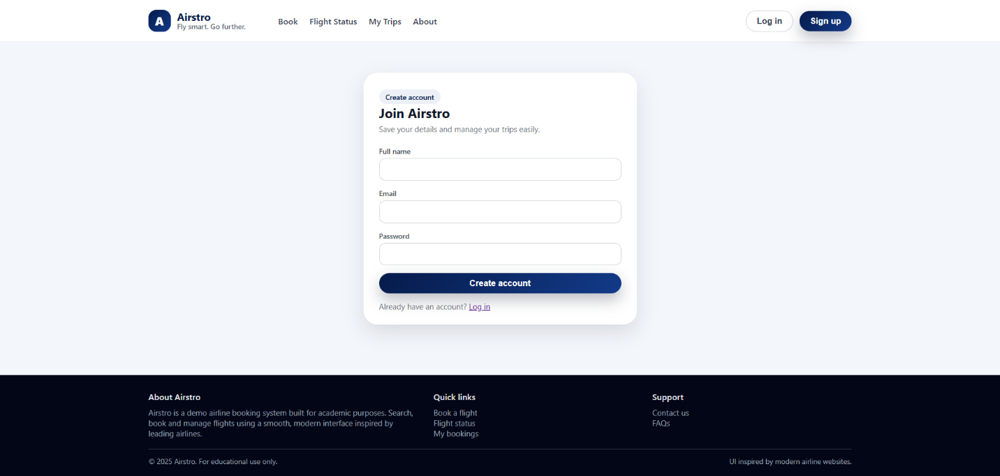 A
Airstro
Fly smart. Go further.
Book
Flight Status
My Trips
About
Log in
Sign up
Create account
Join Airstro
Save your details and manage your trips easily.
Full name
Email
Password
Create account
Already have an account? Log in
About Airstro
Airstro is a demo airline booking system built for academic purposes. Search,
book and manage flights using a smooth, modern interface inspired by
leading airlines.
Quick links
Book a flight
Flight status
My bookings
Support
Contact us
FAQs
© 2025 Airstro. For educational use only.
UI inspired by modern airline websites.